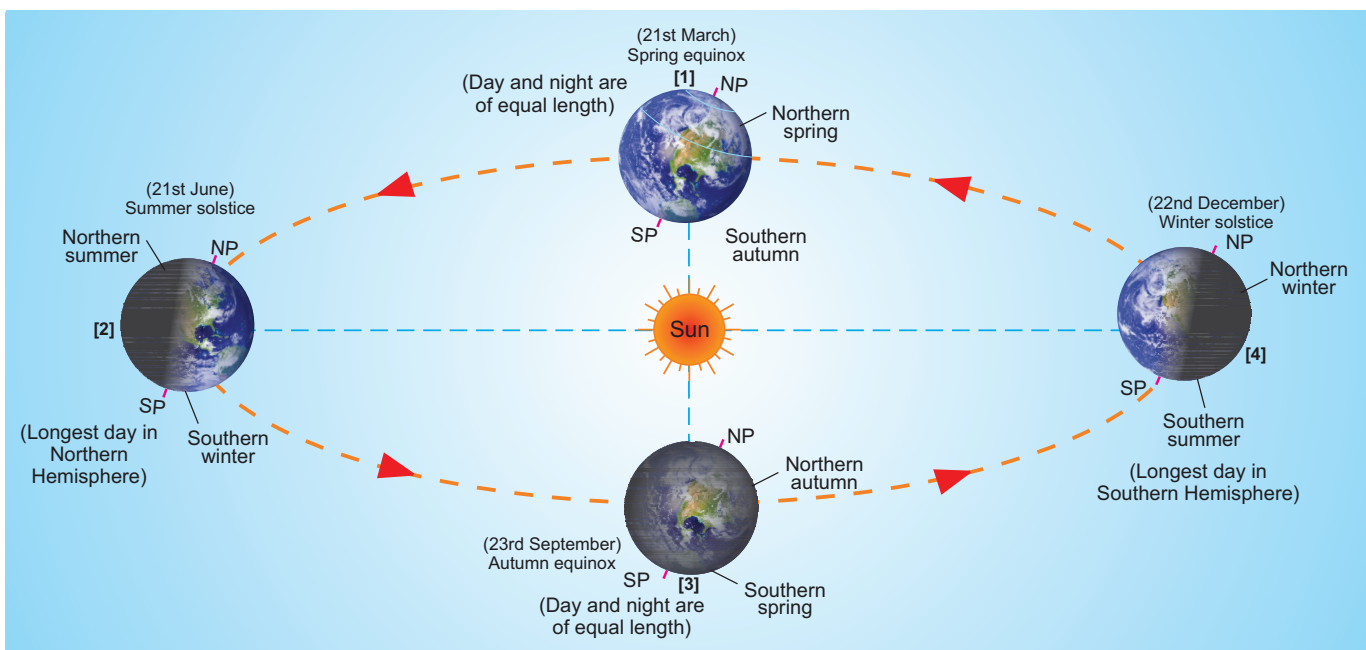 (21st March)
Spring equinox
[1]
(Day and night are
of equal length)
NP
Northern
spring
SP
Southern
autumn
(21st June)
Summer solstice
Northern
summer
NP
[2]
SP
Southern
winter
(Longest day in
Northern
Hemisphere)
Sun
(22nd December)
Winter solstice
NP
Northern
winter
[4]
SP
Southern
summer
(Longest day in
Southern Hemisphere)
NP
Northern
autumn
(23rd September)
Autumn equinox
SP
[3]
Southern
spring
(Day and night are
of equal length)